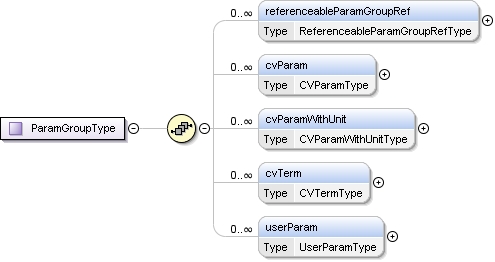 0..∞ referenceableParamGroupRef
Type ReferenceableParamGroupRefType
0..∞ cvParam
Type CVParamType
ParamGroupType
0..∞ cvParamWithUnit
Type CVParamWithUnitType
0..∞ cvTerm
Type CVTermType
0..∞ userParam
Type UserParamType